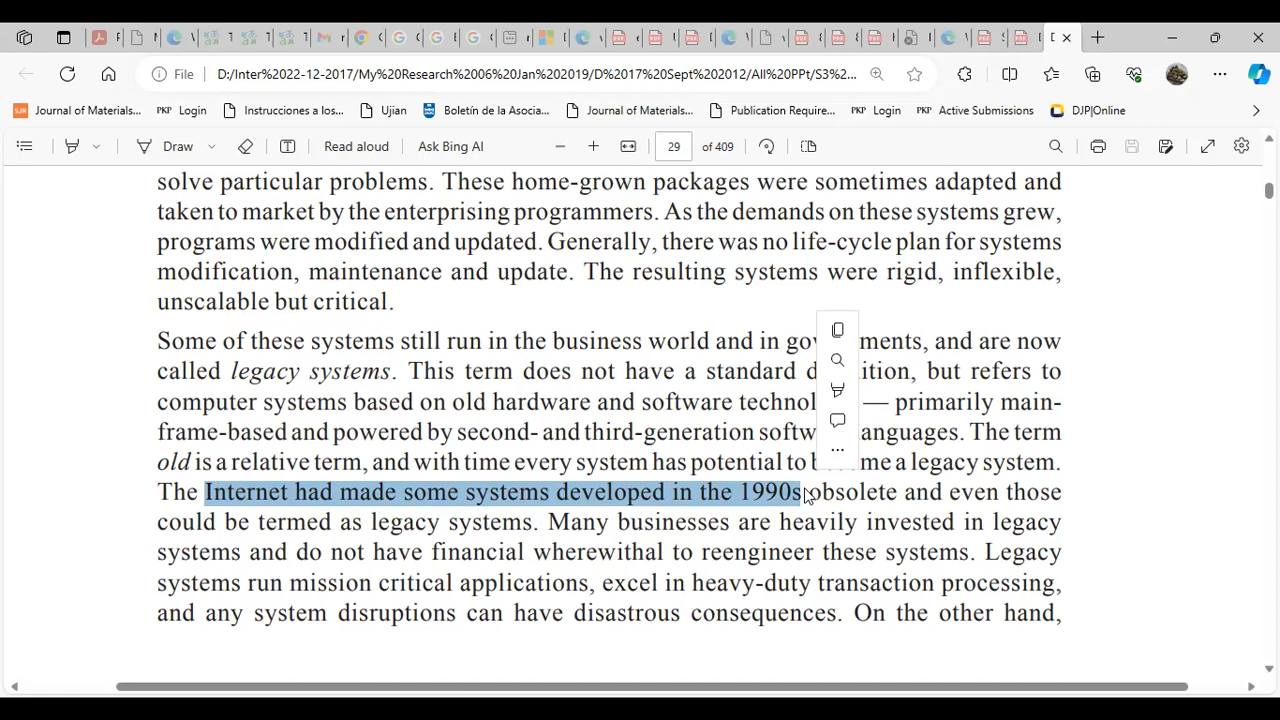 File
D:/Inter%2022-12-2017/My%20Research%2006%20Jan%2019/D%2017%20Sept%2012/All%20PPt/S3%2...
Journal of Materials...
PKP Login
Instrucciones a los...
Ujian
Boletín de la Asocia...
Journal of Materials...
Publication Require...
PKP Login
PKP Active Submissions
DJP|Online
Draw
Read aloud
Ask Bing AI
29 of 409
solve particular problems. These home-grown packages were sometimes adapted and
taken to market by the enterprising programmers. As the demands on these systems grew,
programs were modified and updated. Generally, there was no life-cycle plan for systems
modification, maintenance and update. The resulting systems were rigid, inflexible,
unscalable but critical.
Some of these systems still run in the business world and in go ments, and are now
called legacy systems. This term does not have a standard d ition, but refers to
computer systems based on old hardware and software technol — primarily main-
frame-based and powered by second- and third-generation softw anguages. The term
old is a relative term, and with time every system has potential to b me a legacy system.
The Internet had made some systems developed in the 1990s obsolete and even those
could be termed as legacy systems. Many businesses are heavily invested in legacy
systems and do not have financial wherewithal to reengineer these systems. Legacy
systems run mission critical applications, excel in heavy-duty transaction processing,
and any system disruptions can have disastrous consequences. On the other hand,